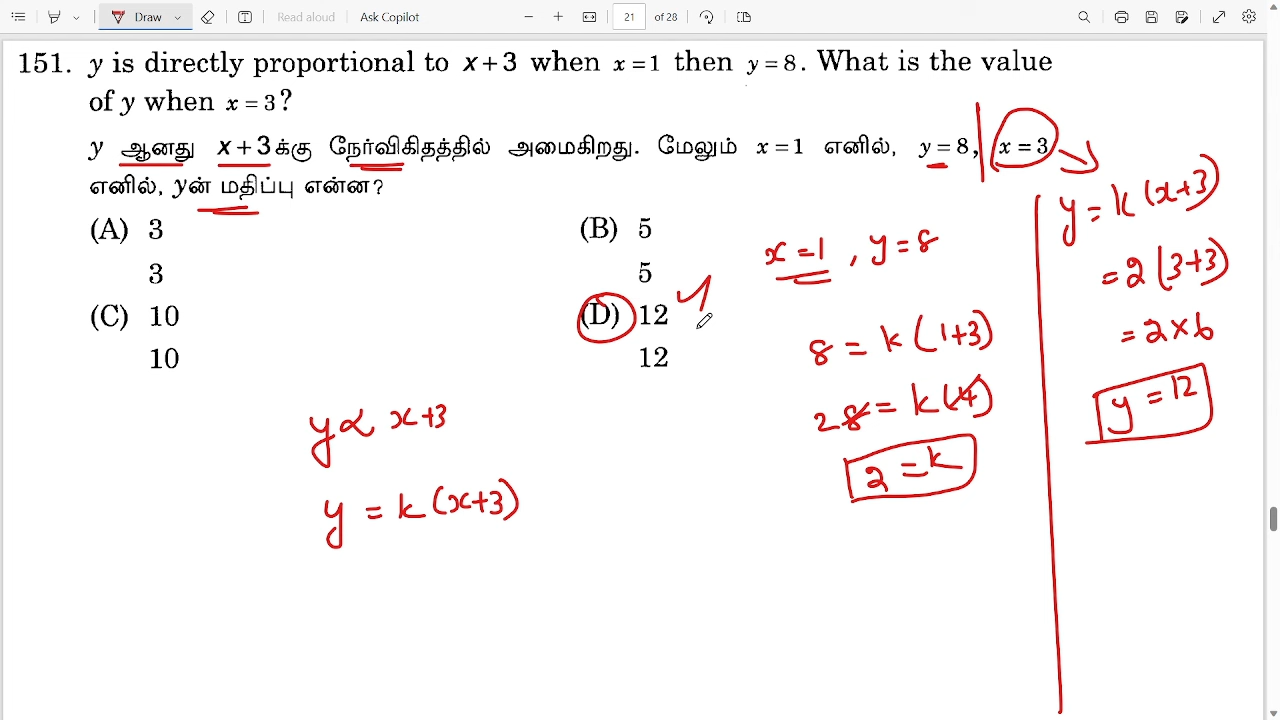 Draw Read aloud Ask Copilot 21 of 28
151. y is directly proportional to x+3 when x=1 then y=8. What is the value
of y when x=3?
y ஆனது x+3க்கு நேர்விகிதத்தில் அமைகிறது. மேலும் x=1 எனில், y=8, x=3
எனில், yன் மதிப்பு என்ன?
(A) 3
3
(B) 5
5
(C) 10
10
(D) 12
12
y∝ x+3
y = k(x+3)
x=1, y=8
8 = k(1+3)
2 8 = k(4)
2 = k
y = k(x+3)
= 2(3+3)
= 2×6
y = 12